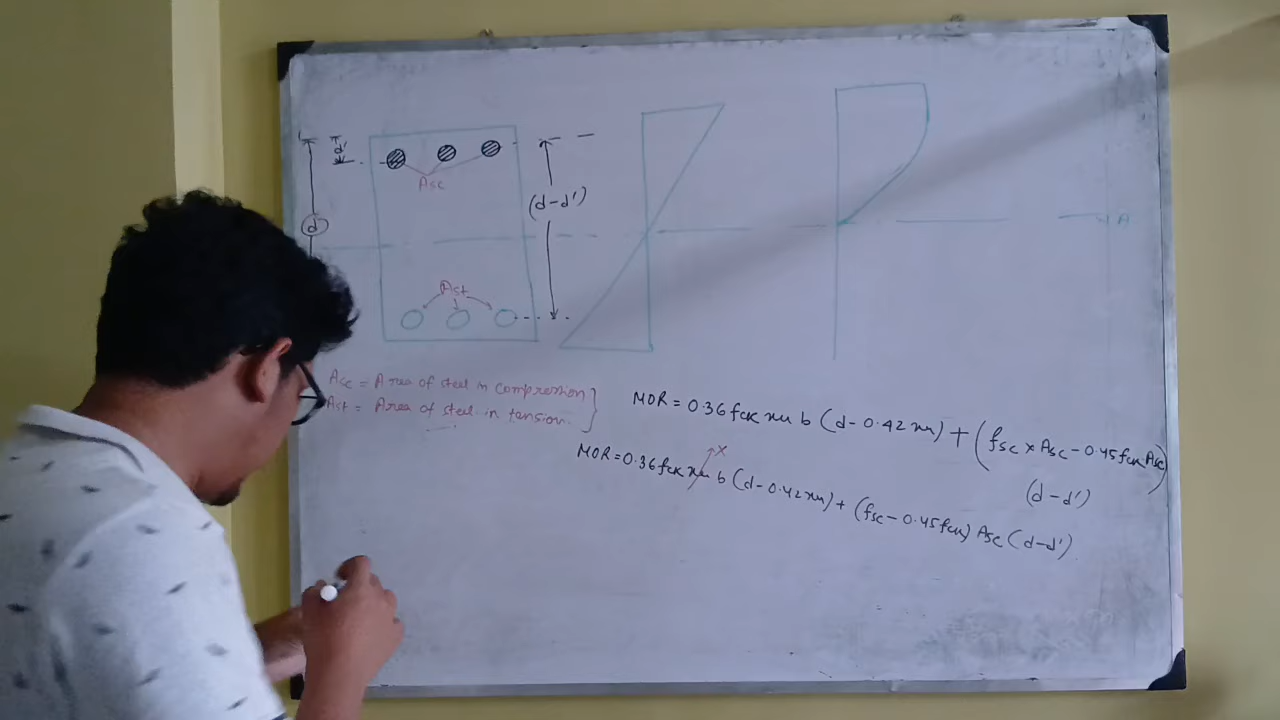 d'
Asc
d
(d-d')
A
Ast
Asc = Area of steel in compression
Ast = Area of steel in tension.
MOR = 0.36 fck xu b (d - 0.42 xu) + (fsc x Asc - 0.45 fck Asc)
(d-d')
x
MOR = 0.36 fck xu b (d - 0.42 xu) + (fsc - 0.45 fck) Asc (d-d')